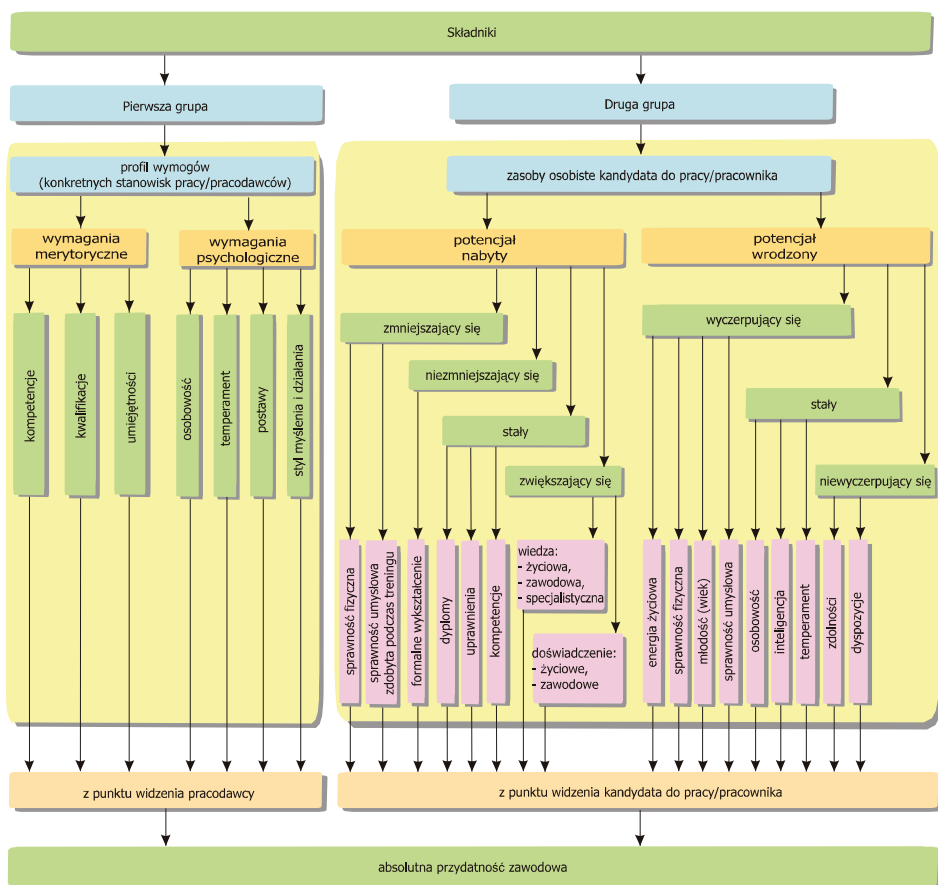 Składniki
Pierwsza grupa
Druga grupa
profil wymogów
(konkretnych stanowisk pracy/pracodawców)
zasoby osobiste kandydata do pracy/pracownika
wymagania
merytoryczne
wymagania
psychologiczne
potencjał
nabyty
potencjał
wrodzony
kompetencje
kwalifikacje
umiejętności
osobowość
temperament
postawy
styl myślenia i działania
zmniejszający się
niezmniejszający się
stały
zwiększający się
wyczerpujący się
stały
niewyczerpujący się
sprawność fizyczna
sprawność umysłowa
zdobyta podczas treningu
formalne wykształcenie
dyplomy
uprawnienia
kompetencje
wiedza:
- życiowa,
- zawodowa,
- specjalistyczna
doświadczenie:
- życiowe,
- zawodowe
energia życiowa
sprawność fizyczna
młodość (wiek)
sprawność umysłowa
osobowość
inteligencja
temperament
zdolności
dyspozycje
z punktu widzenia pracodawcy
z punktu widzenia kandydata do pracy/pracownika
absolutna przydatność zawodowa